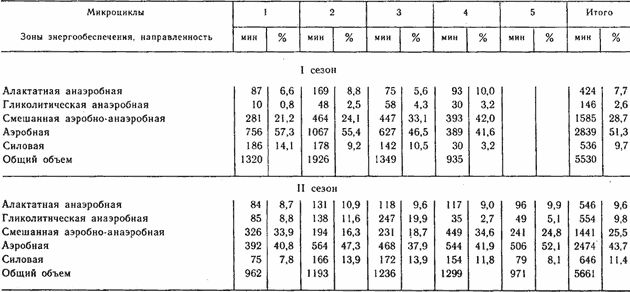 Микроциклы 1 2 3 4 5 Итого
Зоны энергообеспечения, направленность мин % мин % мин % мин % мин % мин %
I сезон
Алактатная анаэробная 87 6,6 169 8,8 75 5,6 93 10,0 424 7,7
Гликолитическая анаэробная 10 0,8 48 2,5 58 4,3 30 3,2 146 2,6
Смешанная аэробно-анаэробная 281 21,2 464 24,1 447 33,1 393 42,0 1585 28,7
Аэробная 756 57,3 1067 55,4 627 46,5 389 41,6 2839 51,3
Силовая 186 14,1 178 9,2 142 10,5 30 3,2 536 9,7
Общий объем 1320 1926 1349 935 5530
II сезон
Алактатная анаэробная 84 8,7 131 10,9 118 9,6 117 9,0 96 9,9 546 9,6
Гликолитическая анаэробная 85 8,8 138 11,6 247 19,9 35 2,7 49 5,1 554 9,8
Смешанная аэробно-анаэробная 326 33,9 194 16,3 231 18,7 449 34,6 241 24,8 1441 25,5
Аэробная 392 40,8 564 47,3 468 37,9 544 41,9 506 52,1 2474 43,7
Силовая 75 7,8 166 13,9 172 13,9 154 11,8 79 8,1 646 11,4
Общий объем 962 1193 1236 1299 971 5661